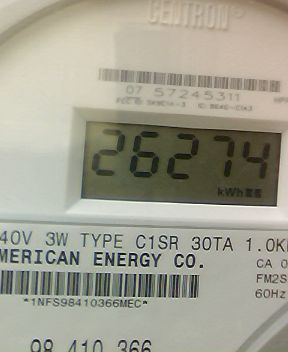 CENTRON®
07 57245311
26274
kWh
40V 3W TYPE C1SR 30TA 1.0K
MERICAN ENERGY CO.
CA 0
FM2S
60Hz
*1NFS98410366MEC*
98 410 366